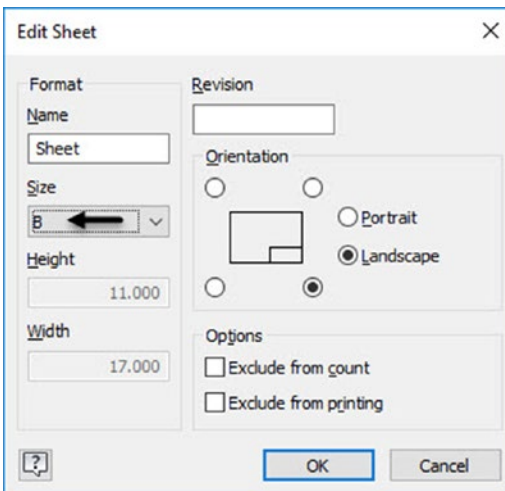 Edit Sheet
Format
Name
Sheet
Size
B
Height
11.000
Width
17.000
Revision
Orientation
Portrait
Landscape
Options
Exclude from count
Exclude from printing
?
OK
Cancel